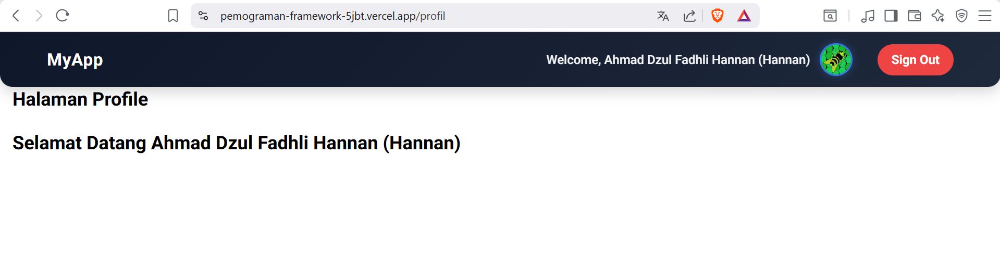 pemograman-framework-5jbt.vercel.app/profil
MyApp
Welcome, Ahmad Dzul Fadhli Hannan (Hannan)
Sign Out
Halaman Profile
Selamat Datang Ahmad Dzul Fadhli Hannan (Hannan)